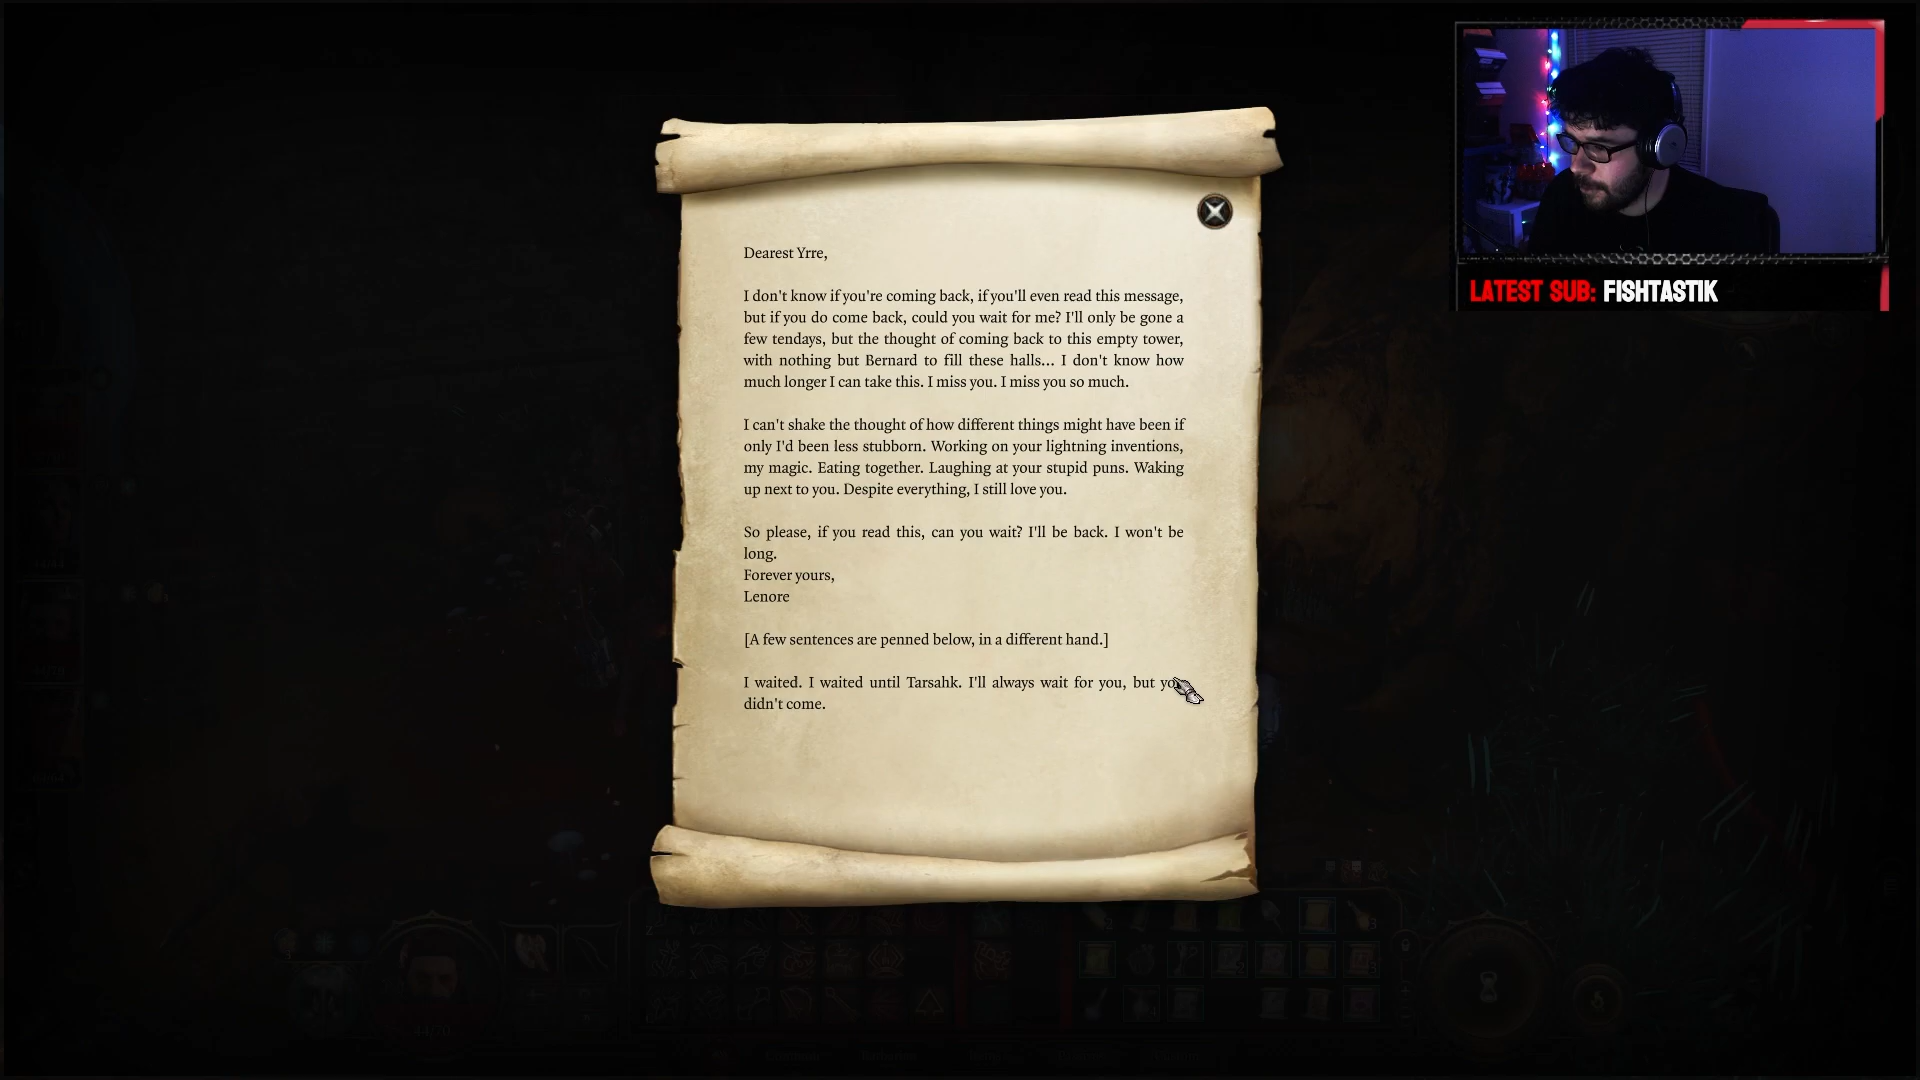 Dearest Yrre,
I don't know if you're coming back, if you'll even read this message,
but if you do come back, could you wait for me? I'll only be gone a
few tendays, but the thought of coming back to this empty tower,
with nothing but Bernard to fill these halls... I don't know how
much longer I can take this. I miss you. I miss you so much.
I can't shake the thought of how different things might have been if
only I'd been less stubborn. Working on your lightning inventions,
my magic. Eating together. Laughing at your stupid puns. Waking
up next to you. Despite everything, I still love you.
So please, if you read this, can you wait? I'll be back. I won't be
long.
Forever yours,
Lenore
[A few sentences are penned below, in a different hand.]
I waited. I waited until Tarsahk. I'll always wait for you, but you
didn't come.
LATEST SUB: FISHTASTIK